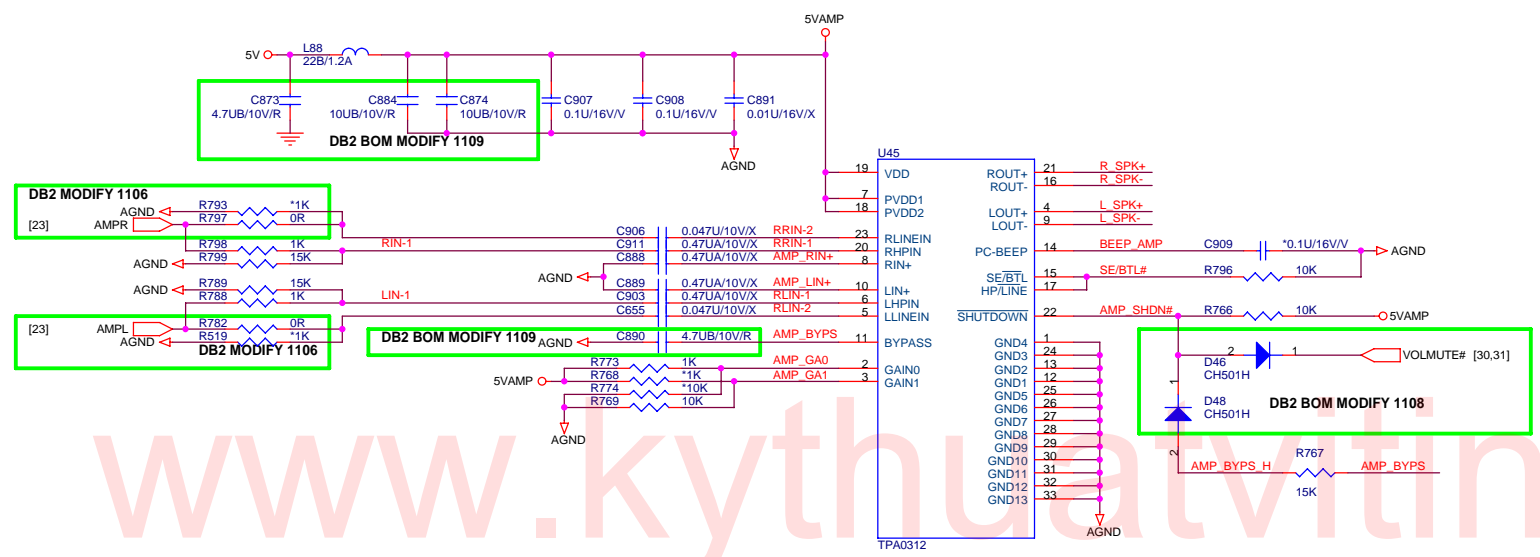 5VAMP
5V
L88
22B/1.2A
C873
4.7UB/10V/R
C884
10UB/10V/R
C874
10UB/10V/R
C907
0.1U/16V/V
C908
0.1U/16V/V
C891
0.01U/16V/X
DB2 BOM MODIFY 1109
AGND
U45
DB2 MODIFY 1106
AGND R793 *1K
[23] AMPR R797 0R
R798 1K RIN-1
AGND R799 15K
AGND R789 15K
R788 1K LIN-1
[23] AMPL R782 0R
AGND R519 *1K
DB2 MODIFY 1106
C906 0.047U/10V/X RRIN-2
C911 0.47UA/10V/X RRIN-1
C888 0.47UA/10V/X AMP_RIN+
AGND
C889 0.47UA/10V/X AMP_LIN+
C903 0.47UA/10V/X RLIN-1
C655 0.047U/10V/X RLIN-2
DB2 BOM MODIFY 1109 AGND C890 4.7UB/10V/R AMP_BYPS
R773 1K AMP_GA0
5VAMP R768 *1K AMP_GA1
R774 *10K
R769 10K
AGND
19 VDD
7 PVDD1
18 PVDD2
23 RLINEIN
20 RHPIN
8 RIN+
10 LIN+
6 LHPIN
5 LLINEIN
11 BYPASS
2 GAIN0
3 GAIN1
ROUT+ 21 R_SPK+
ROUT- 16 R_SPK-
LOUT+ 4 L_SPK+
LOUT- 9 L_SPK-
PC-BEEP 14 BEEP_AMP C909 *0.1U/16V/V AGND
SE/BTL 15 SE/BTL# R796 10K
HP/LINE 17
SHUTDOWN 22 AMP_SHDN# R766 10K 5VAMP
GND4 1
GND3 24
GND2 13
GND1 12
GND5 25
GND6 26
GND7 27
GND8 28
GND9 29
GND10 30
GND11 31
GND12 32
GND13 33
AGND
TPA0312
2 1 VOLMUTE# [30,31]
D46
CH501H
1
D48
CH501H
2
DB2 BOM MODIFY 1108
AMP_BYPS_H R767 AMP_BYPS
15K
www.kythuatvitin